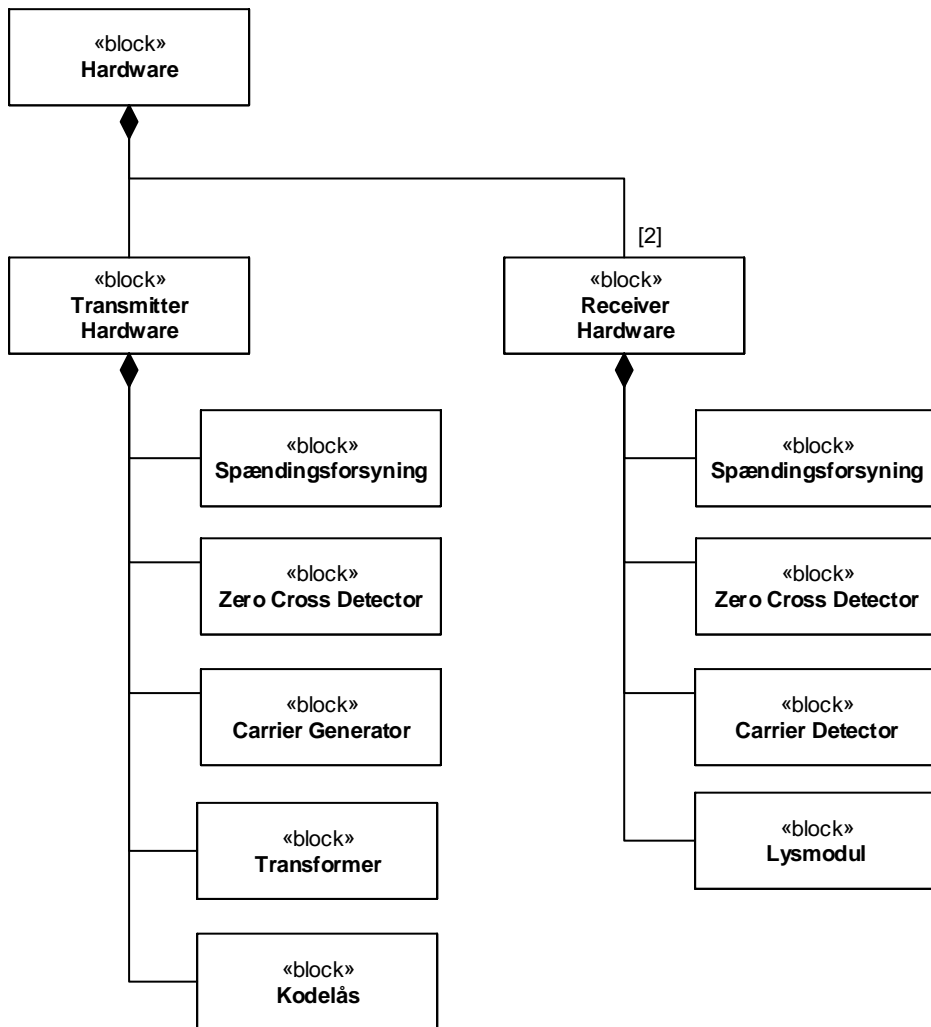 «block»
Hardware
[2]
«block»
Transmitter
Hardware
«block»
Receiver
Hardware
«block»
Spændingsforsyning
«block»
Zero Cross Detector
«block»
Carrier Generator
«block»
Transformer
«block»
Kodelås
«block»
Spændingsforsyning
«block»
Zero Cross Detector
«block»
Carrier Detector
«block»
Lysmodul